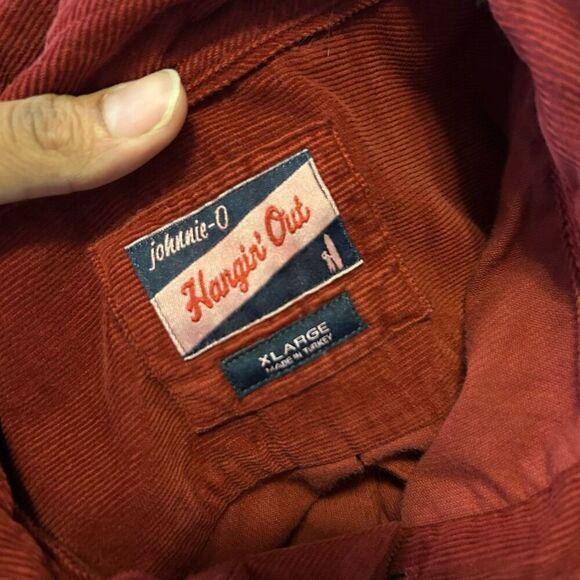 johnnie-O
Hangin' Out
XLARGE
MADE IN TURKEY